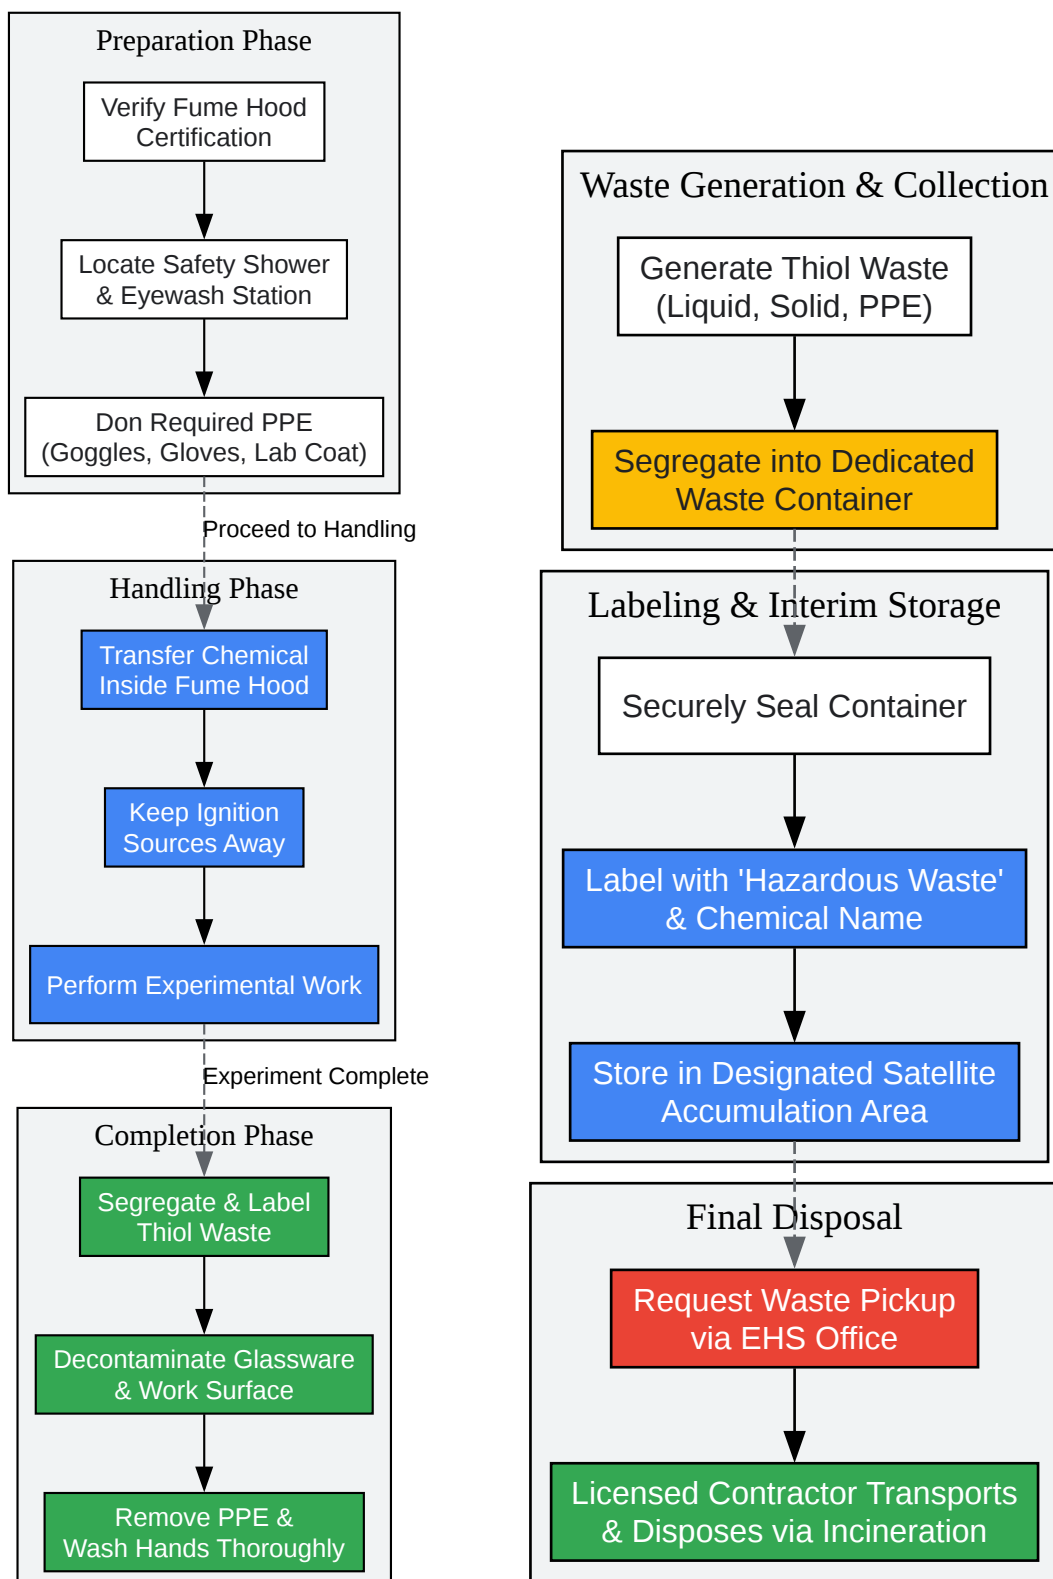 Preparation Phase
Verify Fume Hood
Certification
Locate Safety Shower
& Eyewash Station
Don Required PPE
(Goggles, Gloves, Lab Coat)
Proceed to Handling
Handling Phase
Transfer Chemical
Inside Fume Hood
Keep Ignition
Sources Away
Perform Experimental Work
Experiment Complete
Completion Phase
Segregate & Label
Thiol Waste
Decontaminate Glassware
& Work Surface
Remove PPE &
Wash Hands Thoroughly
Waste Generation & Collection
Generate Thiol Waste
(Liquid, Solid, PPE)
Segregate into Dedicated
Waste Container
Labeling & Interim Storage
Securely Seal Container
Label with 'Hazardous Waste'
& Chemical Name
Store in Designated Satellite
Accumulation Area
Final Disposal
Request Waste Pickup
via EHS Office
Licensed Contractor Transports
& Disposes via Incineration